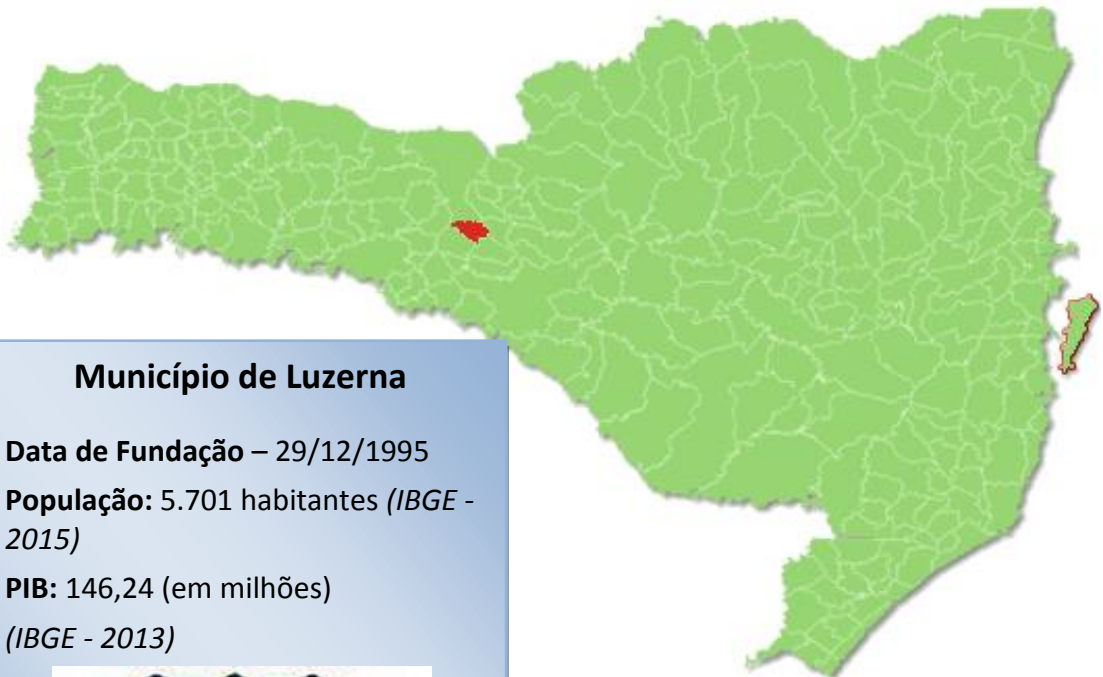 Município de Luzerna
Data de Fundação – 29/12/1995
População: 5.701 habitantes (IBGE -
2015)
PIB: 146,24 (em milhões)
(IBGE - 2013)